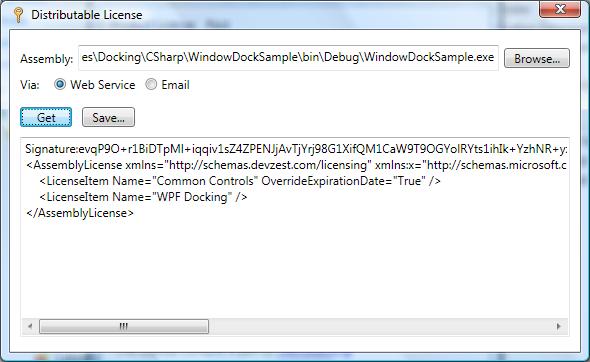 Distributable License
Assembly: es\Docking\CSharp\WindowDockSample\bin\Debug\WindowDockSample.exe Browse...
Via: Web Service Email
Get Save...
Signature:evqP9O+r1BiDTpMI+iqqiv1sZ4ZPENJjAvTjYrj98G1XifQM1CaW9T9OGYolRYts1ihIk+YzhNR+y
<AssemblyLicense xmlns="http://schemas.devzest.com/licensing" xmlns:x="http://schemas.microsoft.c
<LicenseItem Name="Common Controls" OverrideExpirationDate="True" />
<LicenseItem Name="WPF Docking" />
</AssemblyLicense>